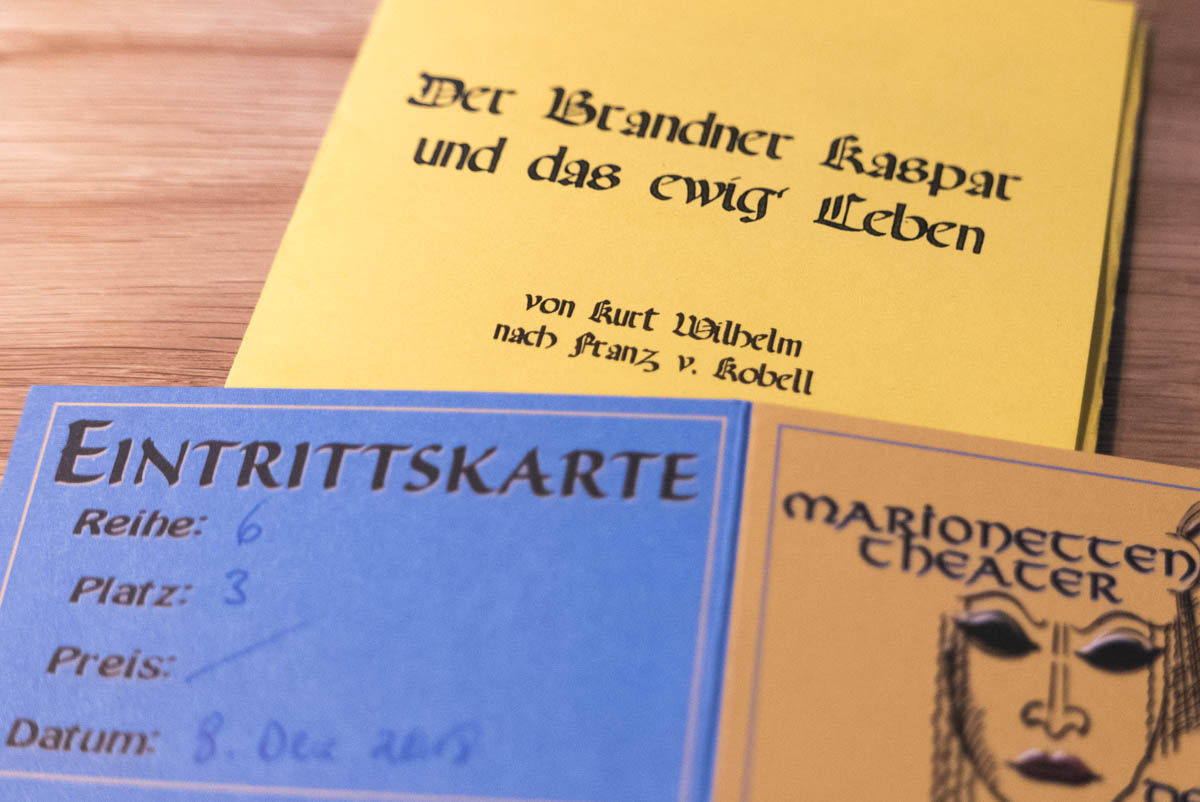 Der Brandner Kaspar
und das ewig' Leben
von Kurt Wilhelm
nach Franz v. Kobell
EINTRITTSKARTE
Reihe: 6
Platz: 3
Preis:
Datum: 8. Dez
MARIONETTEN
THEATER